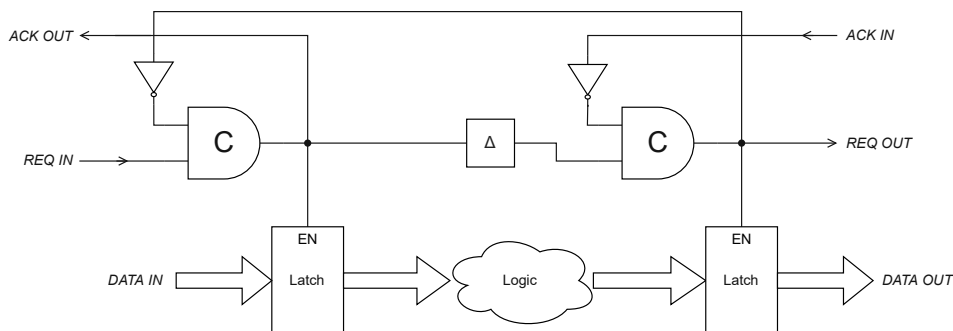 ACK OUT
ACK IN
C
Δ
C
REQ IN
REQ OUT
EN
EN
DATA IN
Latch
Logic
Latch
DATA OUT